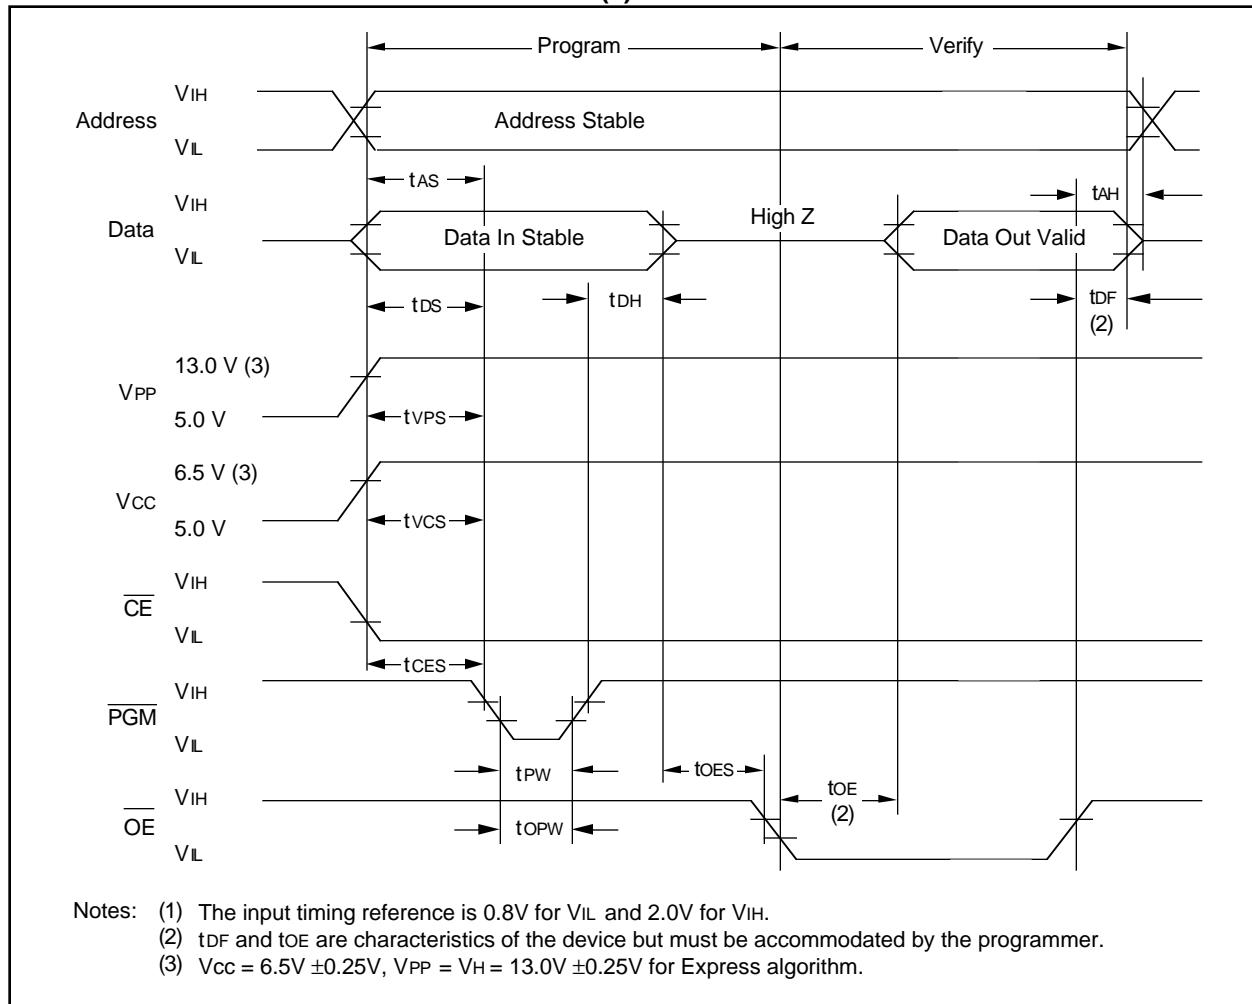 Program
Verify
VIH
Address
Address Stable
VIL
tAS
tAH
VIH
High Z
Data
Data In Stable
Data Out Valid
VIL
tDS
tDH
tDF
(2)
13.0 V (3)
VPP
5.0 V
tVPS
6.5 V (3)
VCC
5.0 V
tVCS
VIH
CE
VIL
tCES
VIH
PGM
VIL
tPW
tOES
tOE
(2)
VIH
OE
tOPW
VIL
Notes: (1) The input timing reference is 0.8V for VIL and 2.0V for VIH.
(2) tDF and tOE are characteristics of the device but must be accommodated by the programmer.
(3) Vcc = 6.5V ±0.25V, VPP = VH = 13.0V ±0.25V for Express algorithm.